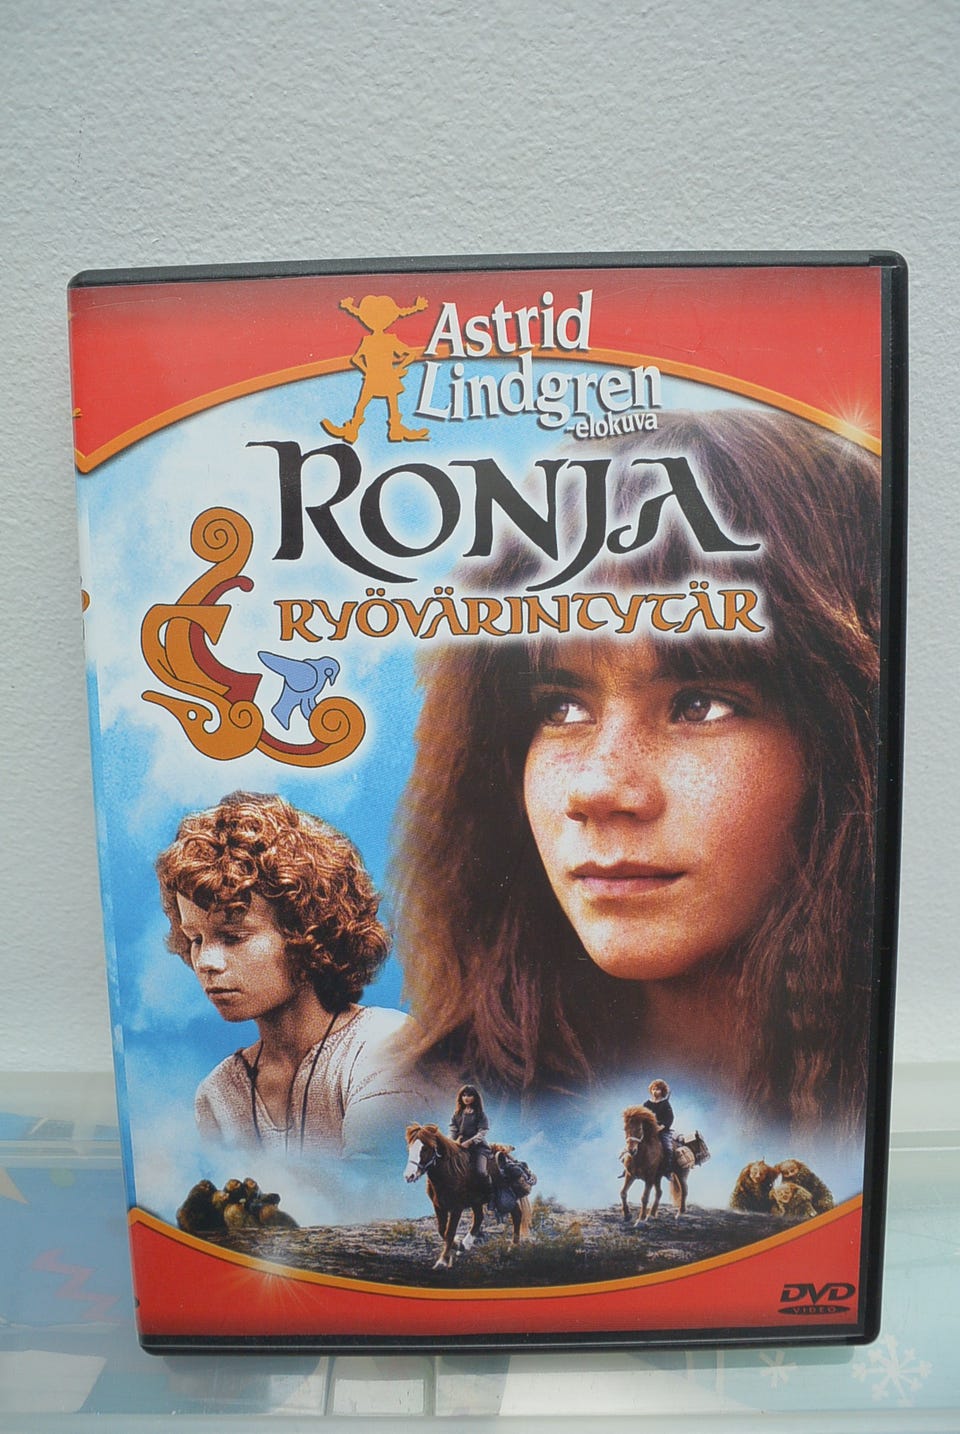 Astrid
Lindgren
-elokuva
RONJA
RYÖVÄRINTYTÄR
DVD
VIDEO